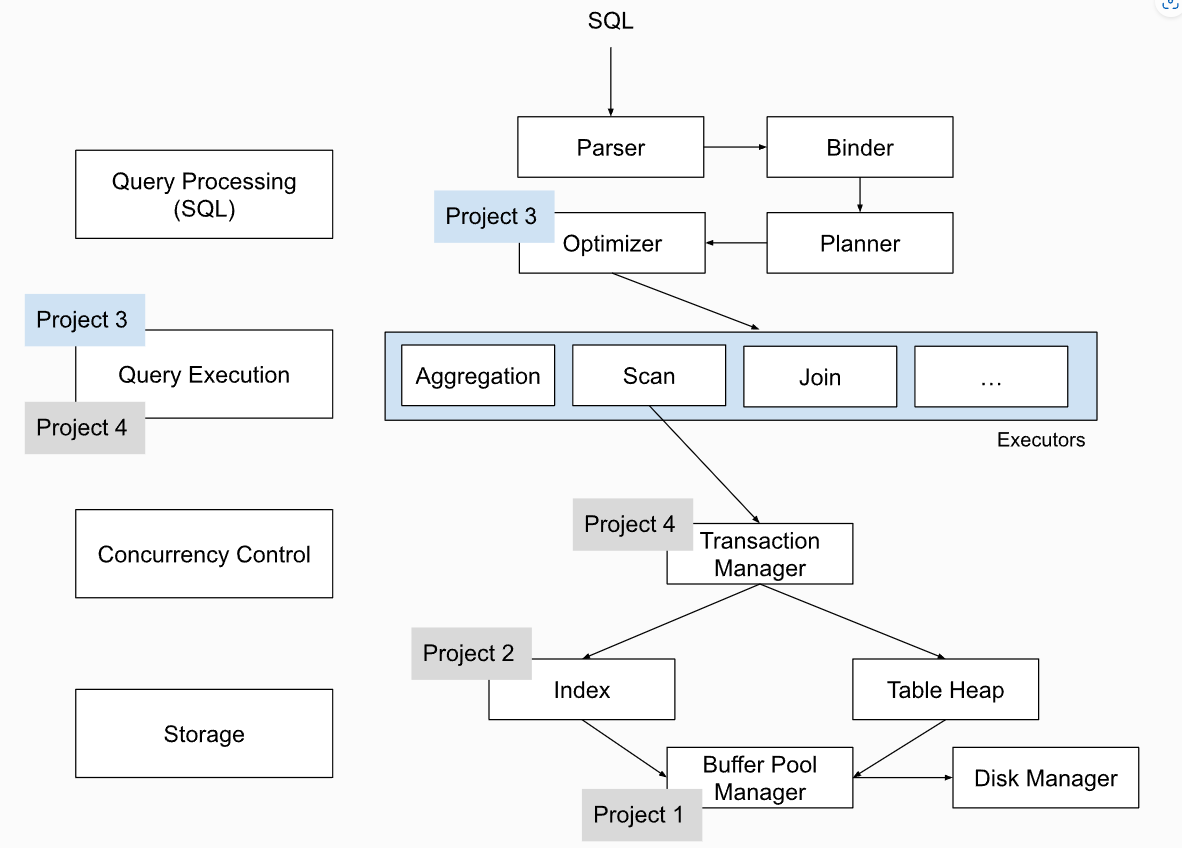 SQL
Parser
Binder
Query Processing
(SQL)
Project 3
Optimizer
Planner
Project 3
Query Execution
Project 4
Aggregation
Scan
Join
...
Executors
Concurrency Control
Project 4
Transaction
Manager
Project 2
Index
Table Heap
Storage
Buffer Pool
Manager
Disk Manager
Project 1